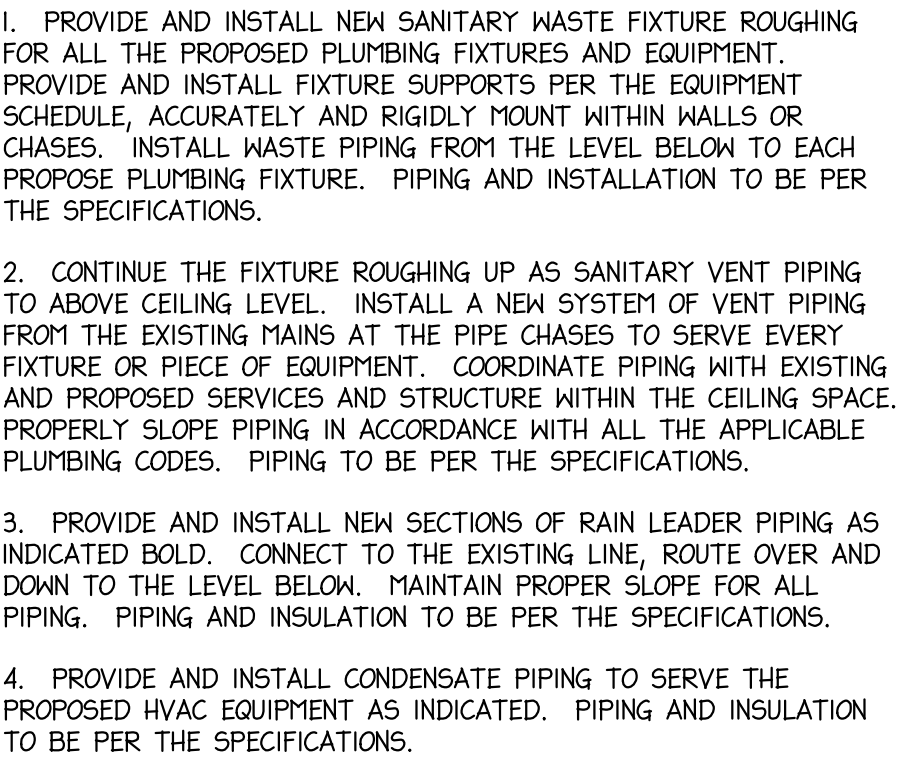 1. PROVIDE AND INSTALL NEW SANITARY WASTE FIXTURE ROUGHING
FOR ALL THE PROPOSED PLUMBING FIXTURES AND EQUIPMENT.
PROVIDE AND INSTALL FIXTURE SUPPORTS PER THE EQUIPMENT
SCHEDULE, ACCURATELY AND RIGIDLY MOUNT WITHIN WALLS OR
CHASES. INSTALL WASTE PIPING FROM THE LEVEL BELOW TO EACH
PROPOSE PLUMBING FIXTURE. PIPING AND INSTALLATION TO BE PER
THE SPECIFICATIONS.
2. CONTINUE THE FIXTURE ROUGHING UP AS SANITARY VENT PIPING
TO ABOVE CEILING LEVEL. INSTALL A NEW SYSTEM OF VENT PIPING
FROM THE EXISTING MAINS AT THE PIPE CHASES TO SERVE EVERY
FIXTURE OR PIECE OF EQUIPMENT. COORDINATE PIPING WITH EXISTING
AND PROPOSED SERVICES AND STRUCTURE WITHIN THE CEILING SPACE.
PROPERLY SLOPE PIPING IN ACCORDANCE WITH ALL THE APPLICABLE
PLUMBING CODES. PIPING TO BE PER THE SPECIFICATIONS.
3. PROVIDE AND INSTALL NEW SECTIONS OF RAIN LEADER PIPING AS
INDICATED BOLD. CONNECT TO THE EXISTING LINE, ROUTE OVER AND
DOWN TO THE LEVEL BELOW. MAINTAIN PROPER SLOPE FOR ALL
PIPING. PIPING AND INSULATION TO BE PER THE SPECIFICATIONS.
4. PROVIDE AND INSTALL CONDENSATE PIPING TO SERVE THE
PROPOSED HVAC EQUIPMENT AS INDICATED. PIPING AND INSULATION
TO BE PER THE SPECIFICATIONS.